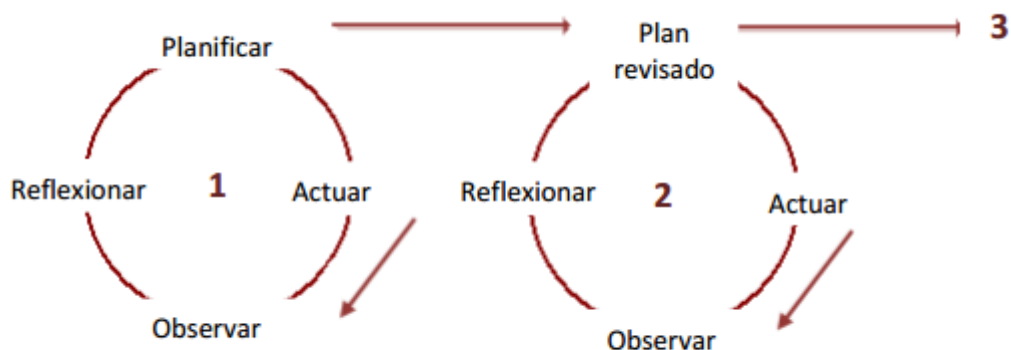 Planificar
Reflexionar
1
Actuar
Observar
Plan
revisado
Reflexionar
2
Actuar
Observar
3